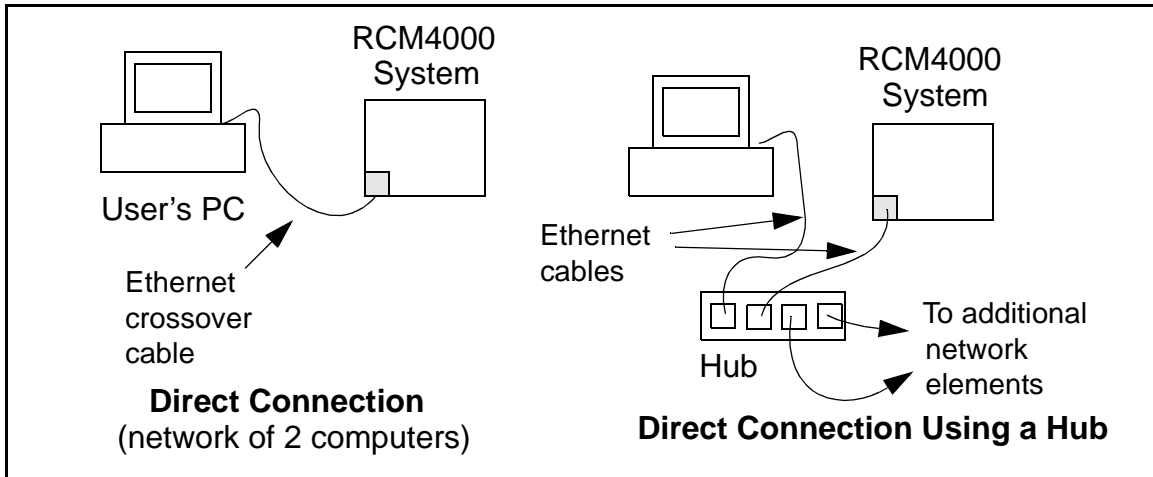 RCM4000
System
User's PC
Ethernet
crossover
cable
Direct Connection
(network of 2 computers)
RCM4000
System
Ethernet
cables
Hub
To additional
network
elements
Direct Connection Using a Hub